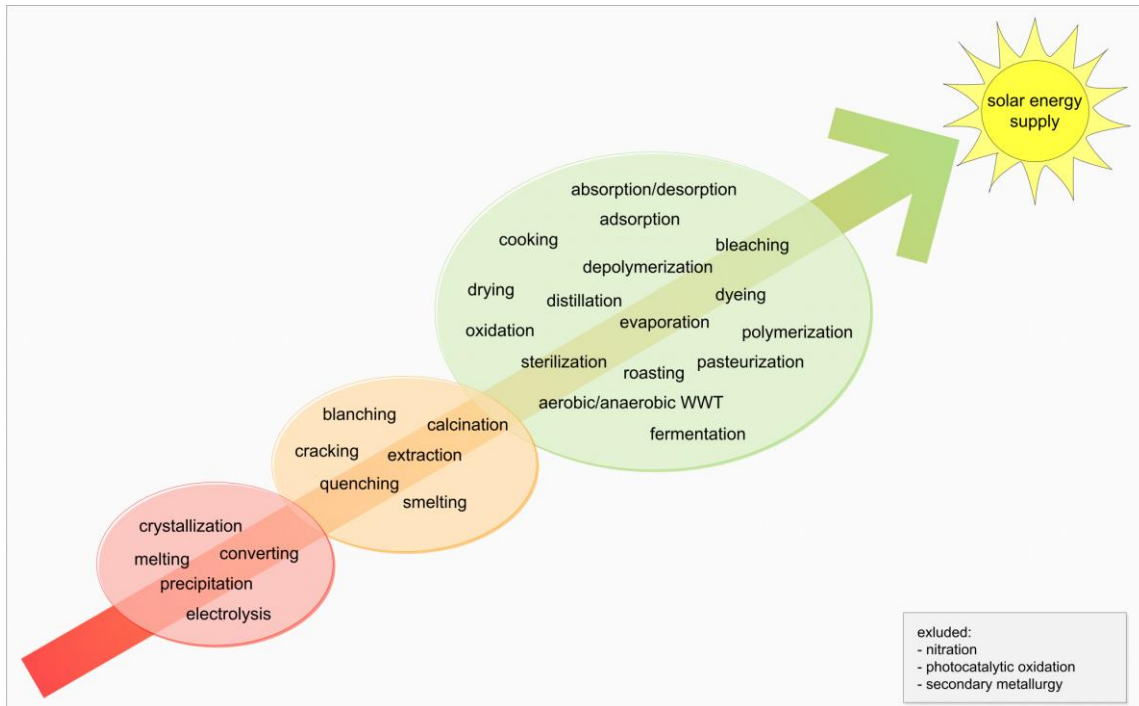 solar energy
supply
absorption/desorption
adsorption
cooking
bleaching
depolymerization
drying
distillation
dyeing
oxidation
evaporation
polymerization
sterilization
roasting
pasteurization
aerobic/anaerobic WWT
fermentation
blanching
calcination
cracking
extraction
quenching
smelting
crystallization
melting
converting
precipitation
electrolysis
exluded:
- nitration
- photocatalytic oxidation
- secondary metallurgy